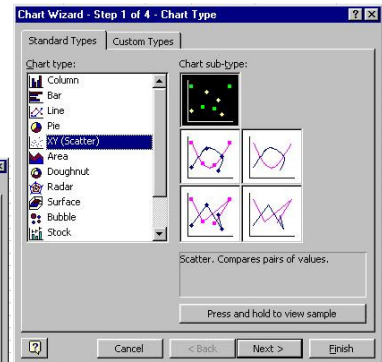 Chart Wizard - Step 1 of 4 - Chart Type
Standard Types
Custom Types
Chart type:
Column
Bar
Line
Pie
XY (Scatter)
Area
Doughnut
Radar
Surface
Bubble
Stock
Chart sub-type:
Scatter. Compares pairs of values.
Press and hold to view sample
Cancel
< Back
Next >
Finish